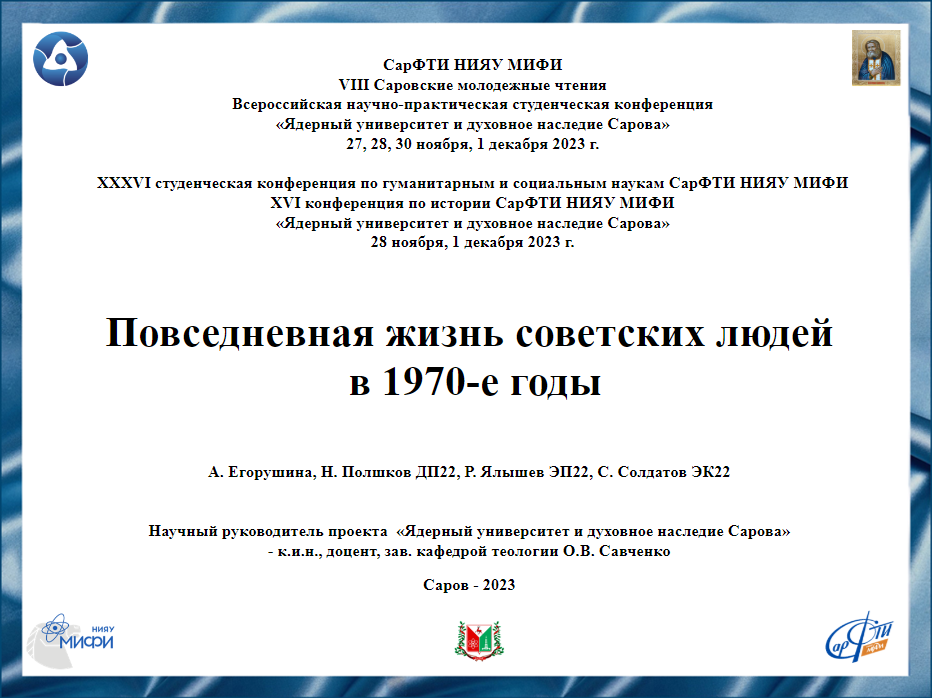 СарФТИ НИЯУ МИФИ
VIII Саровские молодежные чтения
Всероссийская научно-практическая студенческая конференция
«Ядерный университет и духовное наследие Сарова»
27, 28, 30 ноября, 1 декабря 2023 г.
XXXVI студенческая конференция по гуманитарным и социальным наукам СарФТИ НИЯУ МИФИ
XVI конференция по истории СарФТИ НИЯУ МИФИ
«Ядерный университет и духовное наследие Сарова»
28 ноября, 1 декабря 2023 г.
Повседневная жизнь советских людей
в 1970-е годы
А. Егорушина, Н. Полшков ДП22, Р. Ялышев ЭП22, С. Солдатов ЭК22
Научный руководитель проекта «Ядерный университет и духовное наследие Сарова»
- к.и.н., доцент, зав. кафедрой теологии О.В. Савченко
Саров - 2023
НИЯУ
МИФИ
СарФТИ
МИФИ